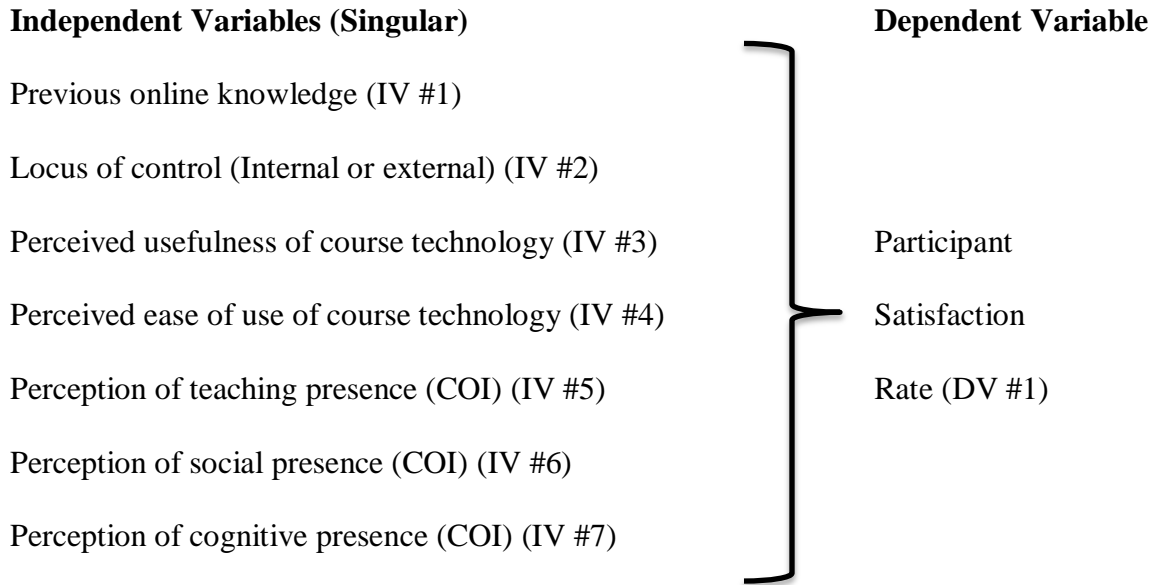 Independent Variables (Singular)
Dependent Variable
Previous online knowledge (IV #1)
Locus of control (Internal or external) (IV #2)
Perceived usefulness of course technology (IV #3)
Participant
Perceived ease of use of course technology (IV #4)
Satisfaction
Perception of teaching presence (COI) (IV #5)
Rate (DV #1)
Perception of social presence (COI) (IV #6)
Perception of cognitive presence (COI) (IV #7)